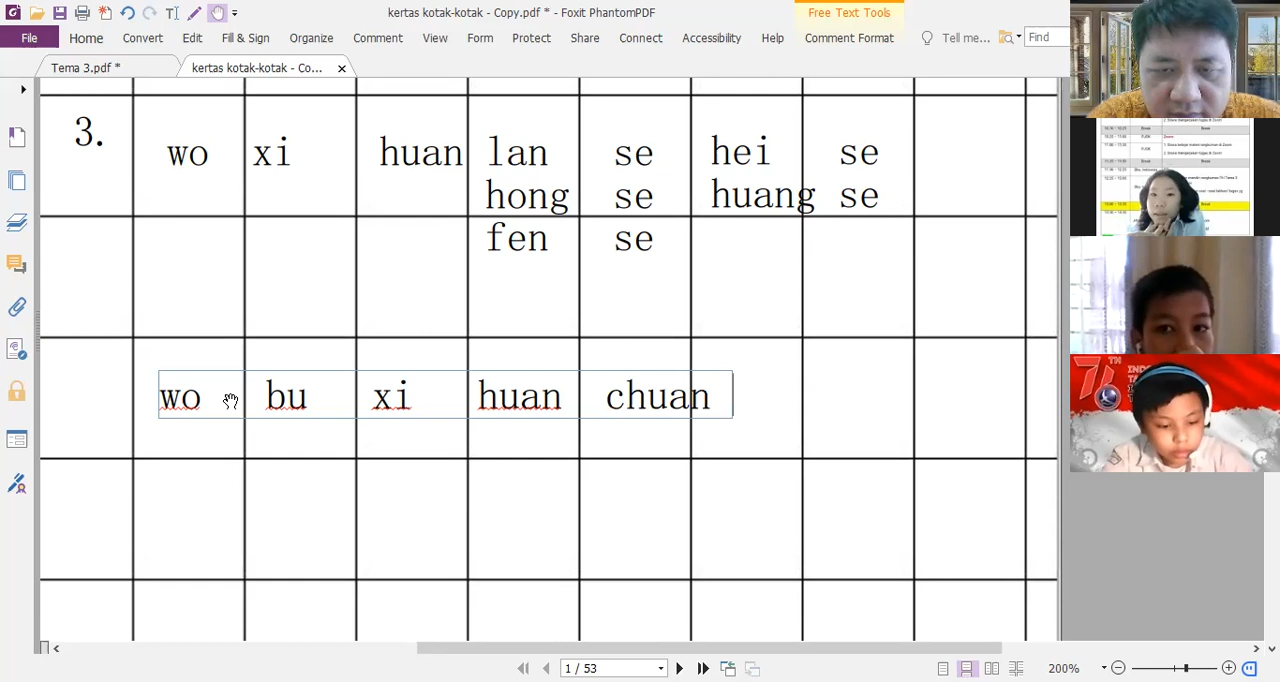 kertas kotak-kotak - Copy.pdf * - Foxit PhantomPDF
Free Text Tools
File Home Convert Edit Fill & Sign Organize Comment View Form Protect Share Connect Accessibility Help Comment Format Tell me... Find
Tema 3.pdf *
kertas kotak-kotak - Co...
3.
wo xi huan lan se hei se
hong se huang se
fen se
wo bu xi huan chuan
1 / 53
200%